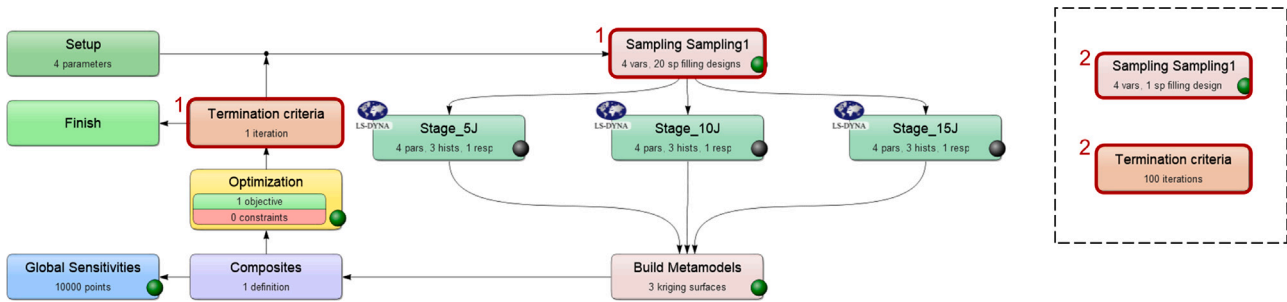 Setup
4 parameters
1
Sampling Sampling1
4 vars, 20 sp filling designs
Finish
1
Termination criteria
1 iteration
LS-DYNA
Stage_5J
4 pars, 3 hists, 1 resp
LS-DYNA
Stage_10J
4 pars, 3 hists, 1 resp
LS-DYNA
Stage_15J
4 pars, 3 hists, 1 resp
Optimization
1 objective
0 constraints
Global Sensitivities
10000 points
Composites
1 definition
Build Metamodels
3 kriging surfaces
2
Sampling Sampling1
4 vars, 1 sp filling design
2
Termination criteria
100 iterations